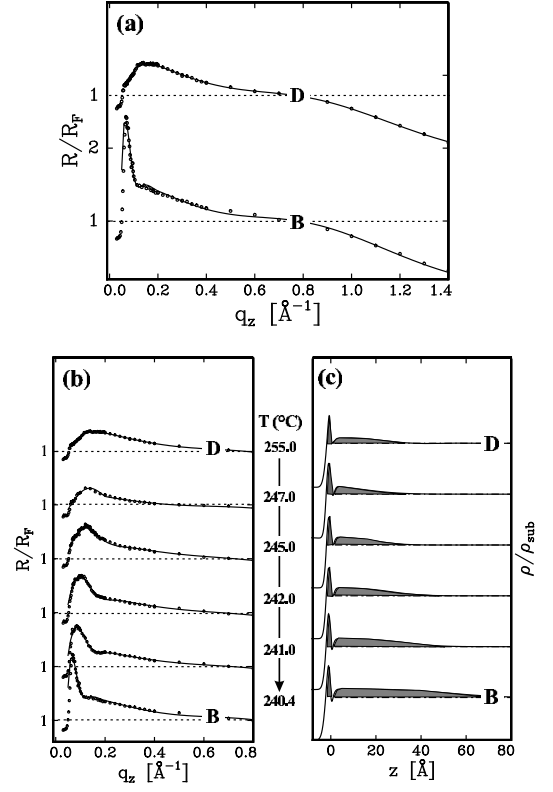 (a)
R/R_F
1
D
2
1
B
0.0 0.2 0.4 0.6 0.8 1.0 1.2 1.4
q_z [Å⁻¹]
(b)
R/R_F
1
1
1
1
1
1
D
B
0.0 0.2 0.4 0.6 0.8
q_z [Å⁻¹]
T (°C)
255.0
247.0
245.0
242.0
241.0
240.4
(c)
D
B
ρ/ρ_sub
0 20 40 60 80
z [Å]